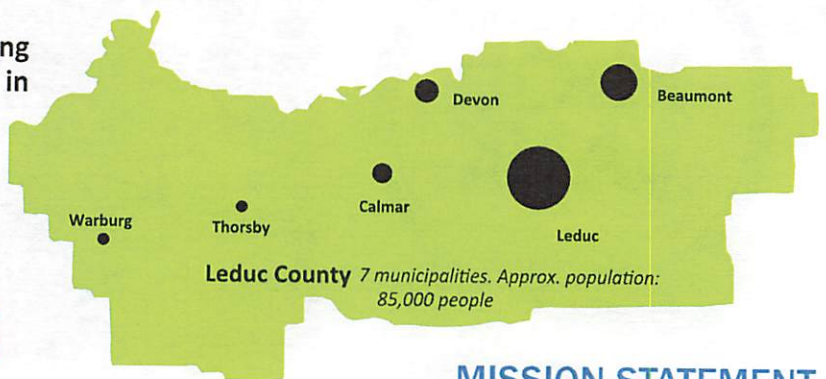 ng
in
Devon
Beaumont
Calmar
Warburg
Thorsby
Leduc
Leduc County 7 municipalities. Approx. population:
85,000 people
MISSION STATEMENT